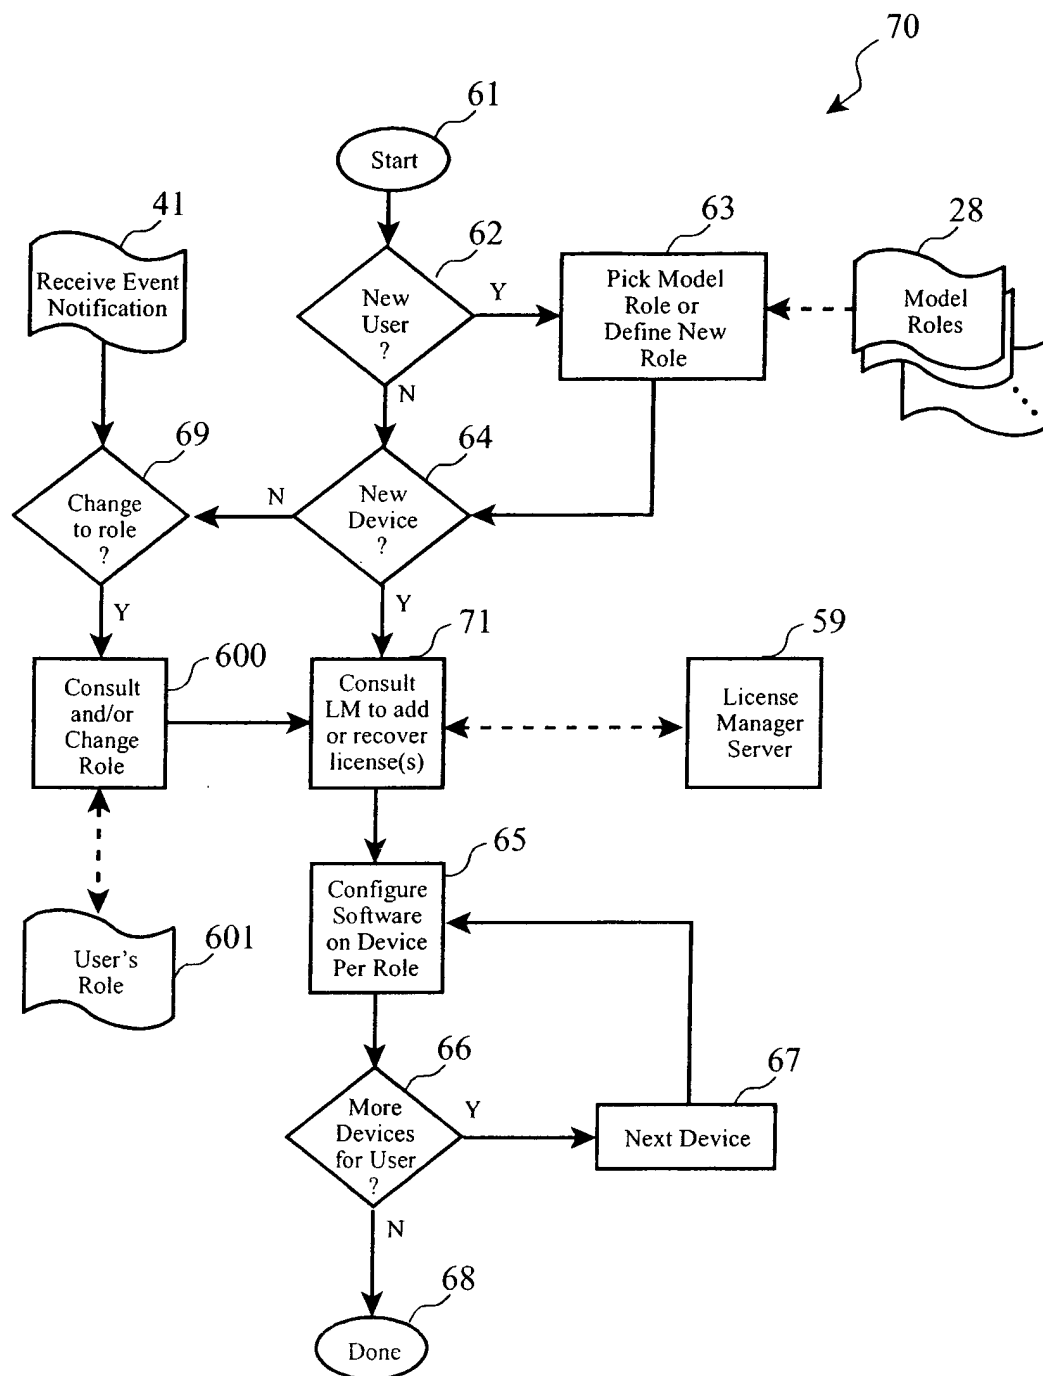 70
61
Start
41
Receive Event
Notification
62
New
User
?
Y
N
63
Pick Model
Role or
Define New
Role
28
Model
Roles
69
Change
to role
?
N
64
New
Device
?
Y
Y
600
Consult
and/or
Change
Role
71
Consult
LM to add
or recover
license(s)
59
License
Manager
Server
601
User's
Role
65
Configure
Software
on Device
Per Role
66
More
Devices
for User
?
Y
67
Next Device
N
68
Done